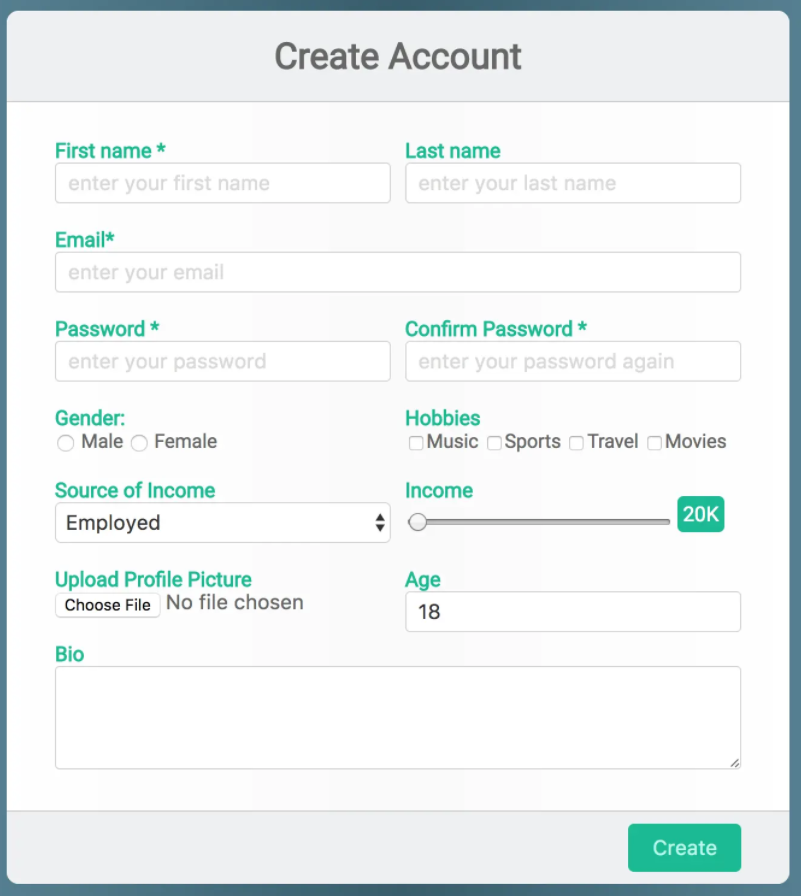 Create Account
First name * Last name
enter your first name enter your last name
Email*
enter your email
Password * Confirm Password *
enter your password enter your password again
Gender: Hobbies
Male Female Music Sports Travel Movies
Source of Income Income
Employed 20K
Upload Profile Picture Age
Choose File No file chosen 18
Bio
Create